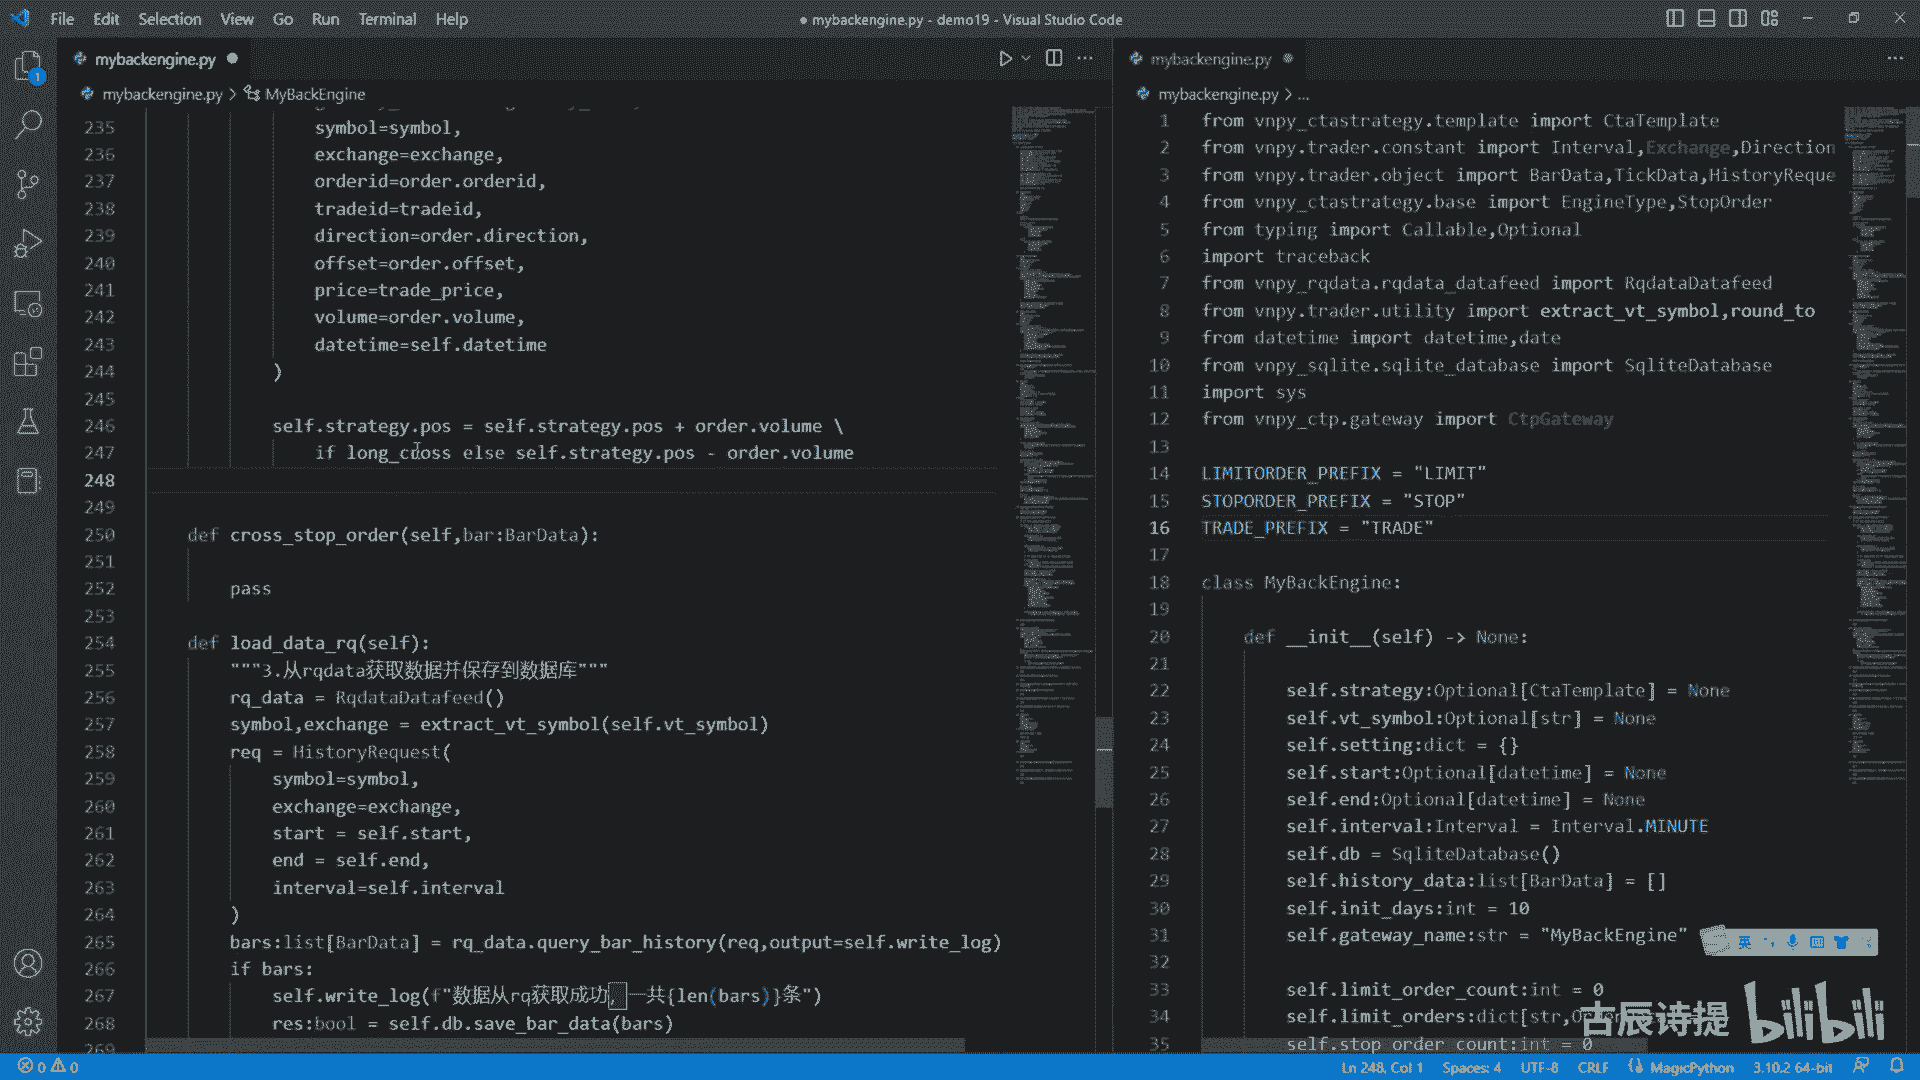 File Edit Selection View Go Run Terminal Help
● mybackengine.py - demo19 - Visual Studio Code
1
mybackengine.py
mybackengine.py > MyBackEngine
235 symbol=symbol,
236 exchange=exchange,
237 orderid=order.orderid,
238 tradeid=tradeid,
239 direction=order.direction,
240 offset=order.offset,
241 price=trade_price,
242 volume=order.volume,
243 datetime=self.datetime
244 )
245
246 self.strategy.pos = self.strategy.pos + order.volume \
247 if long_cross else self.strategy.pos - order.volume
248
249
250 def cross_stop_order(self,bar:BarData):
251
252 pass
253
254 def load_data_rq(self):
255 """3.从rqdata获取数据并保存到数据库"""
256 rq_data = RqdataDatafeed()
257 symbol,exchange = extract_vt_symbol(self.vt_symbol)
258 req = HistoryRequest(
259 symbol=symbol,
260 exchange=exchange,
261 start = self.start,
262 end = self.end,
263 interval=self.interval
264 )
265 bars:list[BarData] = rq_data.query_bar_history(req,output=self.write_log)
266 if bars:
267 self.write_log(f"数据从rq获取成功，一共{len(bars)}条")
268 res:bool = self.db.save_bar_data(bars)
269
mybackengine.py
mybackengine.py > ...
1 from vnpy_ctastrategy.template import CtaTemplate
2 from vnpy.trader.constant import Interval,Exchange,Direction
3 from vnpy.trader.object import BarData,TickData,HistoryReque
4 from vnpy_ctastrategy.base import EngineType,StopOrder
5 from typing import Callable,Optional
6 import traceback
7 from vnpy_rqdata.rqdata_datafeed import RqdataDatafeed
8 from vnpy.trader.utility import extract_vt_symbol,round_to
9 from datetime import datetime,date
10 from vnpy_sqlite.sqlite_database import SqliteDatabase
11 import sys
12 from vnpy_ctp.gateway import CtpGateway
13
14 LIMITORDER_PREFIX = "LIMIT"
15 STOPORDER_PREFIX = "STOP"
16 TRADE_PREFIX = "TRADE"
17
18 class MyBackEngine:
19
20 def __init__(self) -> None:
21
22 self.strategy:Optional[CtaTemplate] = None
23 self.vt_symbol:Optional[str] = None
24 self.setting:dict = {}
25 self.start:Optional[datetime] = None
26 self.end:Optional[datetime] = None
27 self.interval:Interval = Interval.MINUTE
28 self.db = SqliteDatabase()
29 self.history_data:list[BarData] = []
30 self.init_days:int = 10
31 self.gateway_name:str = "MyBackEngine"
32
33 self.limit_order_count:int = 0
34 self.limit_orders:dict[str,
35 self.stop_order_count:int = 0
英
古辰诗提 bilibili
0 0
Ln 248, Col 1 Spaces: 4 UTF-8 CRLF MagicPython 3.10.2 64-bit